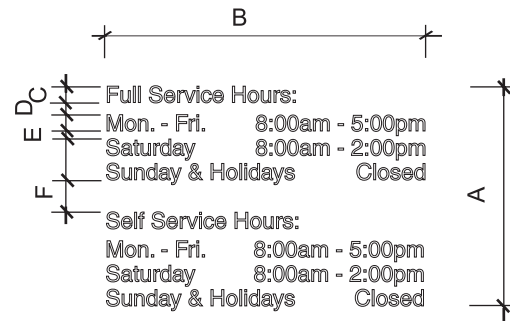 B
C
D
E
F
A
Full Service Hours:
Mon. - Fri. 8:00am - 5:00pm
Saturday 8:00am - 2:00pm
Sunday & Holidays Closed
Self Service Hours:
Mon. - Fri. 8:00am - 5:00pm
Saturday 8:00am - 2:00pm
Sunday & Holidays Closed